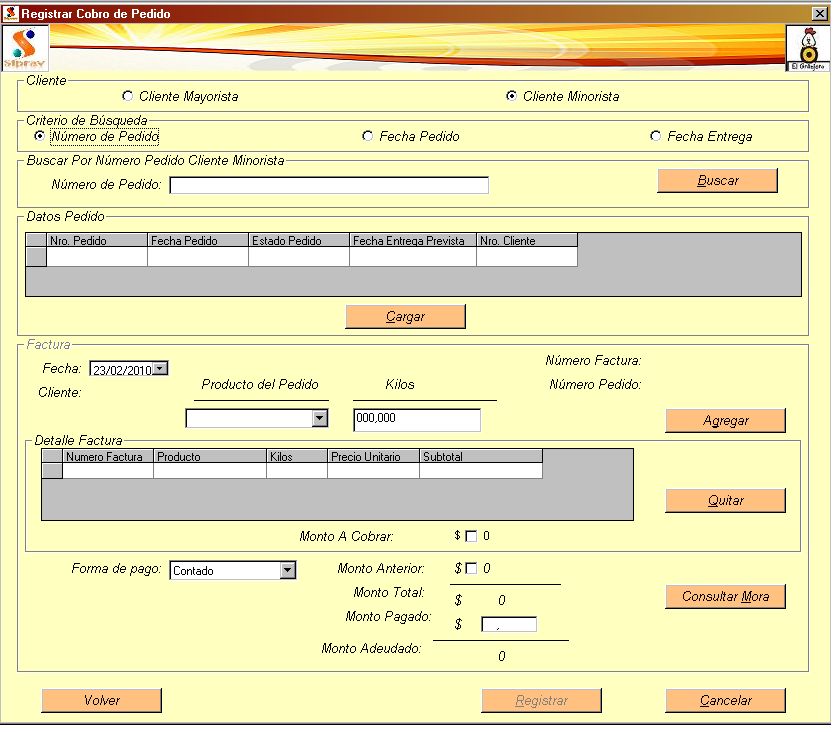 Registrar Cobro de Pedido
Sipray
El Gallejero
Cliente
Cliente Mayorista
Cliente Minorista
Criterio de Búsqueda
Número de Pedido
Fecha Pedido
Fecha Entrega
Buscar Por Número Pedido Cliente Minorista
Número de Pedido:
Buscar
Datos Pedido
Nro. Pedido Fecha Pedido Estado Pedido Fecha Entrega Prevista Nro. Cliente
Cargar
Factura
Fecha: 23/02/2010
Número Factura:
Cliente:
Producto del Pedido
Kilos
Número Pedido:
000,000
Agregar
Detalle Factura
Numero Factura Producto Kilos Precio Unitario Subtotal
Quitar
Monto A Cobrar: $ 0
Forma de pago: Contado
Monto Anterior: $ 0
Monto Total: $ 0
Consultar Mora
Monto Pagado: $ ,
Monto Adeudado: 0
Volver
Registrar
Cancelar